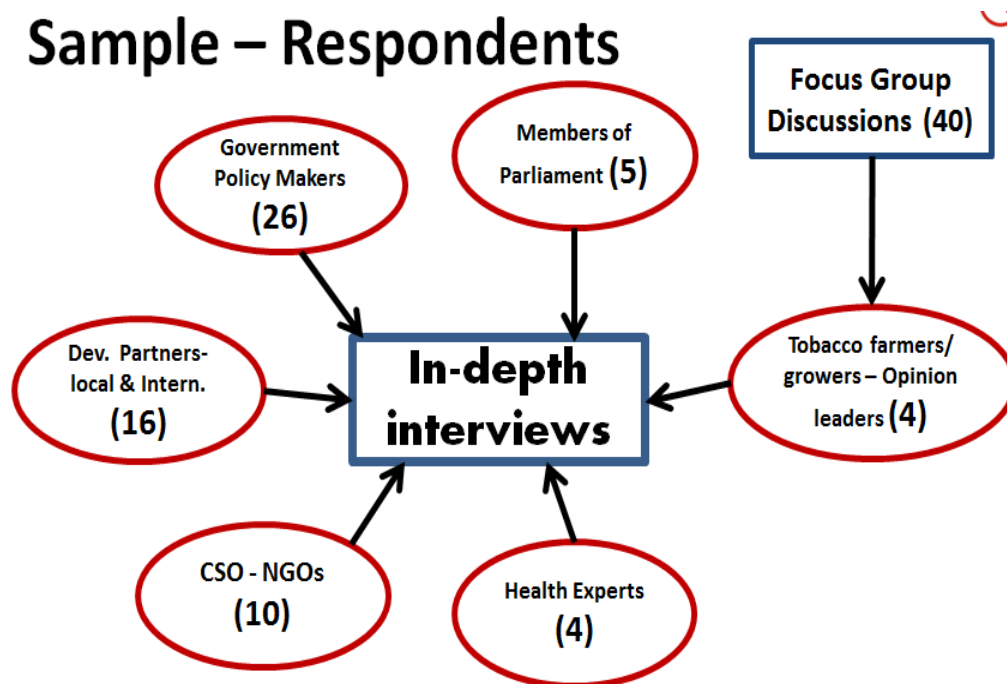 Sample – Respondents
Focus Group
Discussions (40)
Government
Policy Makers
(26)
Members of
Parliament (5)
Dev. Partners-
local & Intern.
(16)
In-depth
interviews
Tobacco farmers/
growers – Opinion
leaders (4)
CSO - NGOs
(10)
Health Experts
(4)